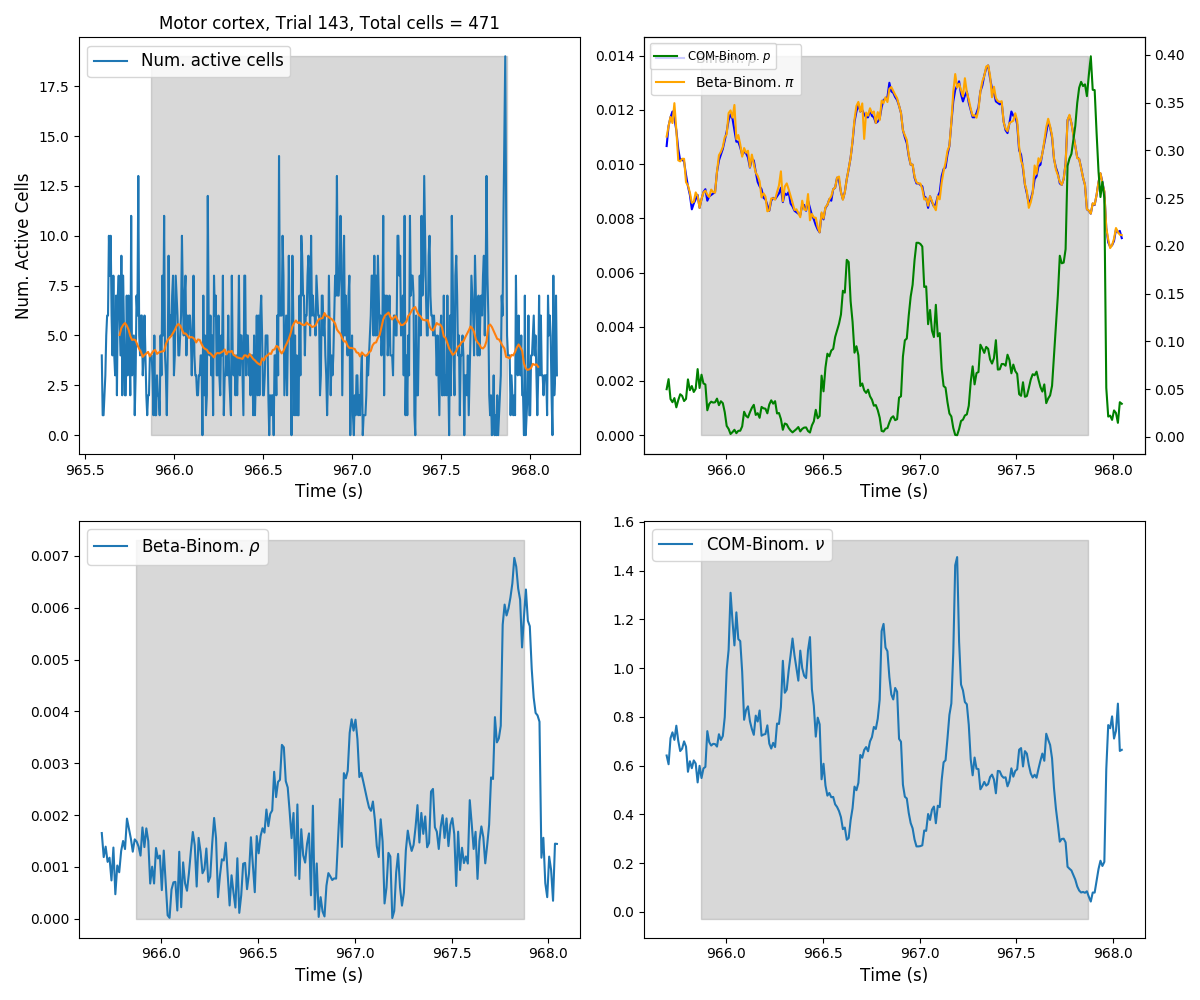 Motor cortex, Trial 143, Total cells = 471
Num. active cells
Num. Active Cells
17.5
15.0
12.5
10.0
7.5
5.0
2.5
0.0
965.5 966.0 966.5 967.0 967.5 968.0
Time (s)
COM-Binom. p
Beta-Binom. π
0.014
0.012
0.010
0.008
0.006
0.004
0.002
0.000
0.40
0.35
0.30
0.25
0.20
0.15
0.10
0.05
0.00
966.0 966.5 967.0 967.5 968.0
Time (s)
Beta-Binom. ρ
0.007
0.006
0.005
0.004
0.003
0.002
0.001
0.000
966.0 966.5 967.0 967.5 968.0
Time (s)
COM-Binom. ν
1.6
1.4
1.2
1.0
0.8
0.6
0.4
0.2
0.0
966.0 966.5 967.0 967.5 968.0
Time (s)